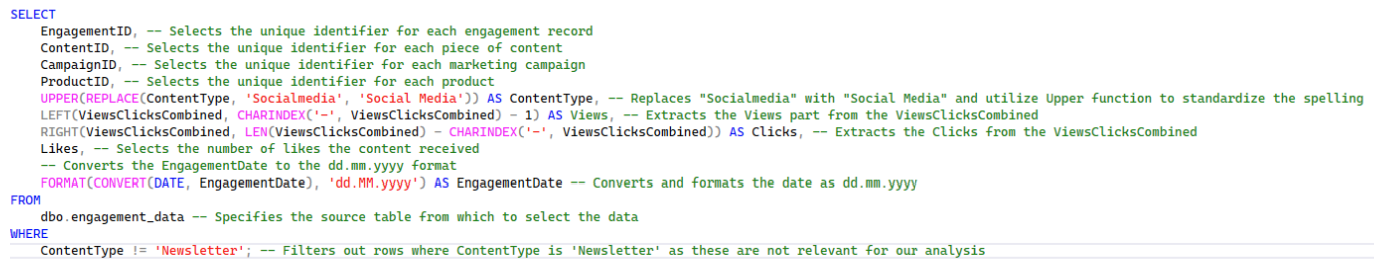 SELECT
    EngagementID, -- Selects the unique identifier for each engagement record
    ContentID, -- Selects the unique identifier for each piece of content
    CampaignID, -- Selects the unique identifier for each marketing campaign
    ProductID, -- Selects the unique identifier for each product
    UPPER(REPLACE(ContentType, 'Socialmedia', 'Social Media')) AS ContentType, -- Replaces "Socialmedia" with "Social Media" and utilize Upper function to standardize the spelling
    LEFT(ViewsClicksCombined, CHARINDEX('-', ViewsClicksCombined) - 1) AS Views, -- Extracts the Views part from the ViewsClicksCombined
    RIGHT(ViewsClicksCombined, LEN(ViewsClicksCombined) - CHARINDEX('-', ViewsClicksCombined)) AS Clicks, -- Extracts the Clicks from the ViewsClicksCombined
    Likes, -- Selects the number of likes the content received
    -- Converts the EngagementDate to the dd.mm.yyyy format
    FORMAT(CONVERT(DATE, EngagementDate), 'dd.MM.yyyy') AS EngagementDate -- Converts and formats the date as dd.mm.yyyy
FROM
    dbo.engagement_data -- Specifies the source table from which to select the data
WHERE
    ContentType != 'Newsletter'; -- Filters out rows where ContentType is 'Newsletter' as these are not relevant for our analysis